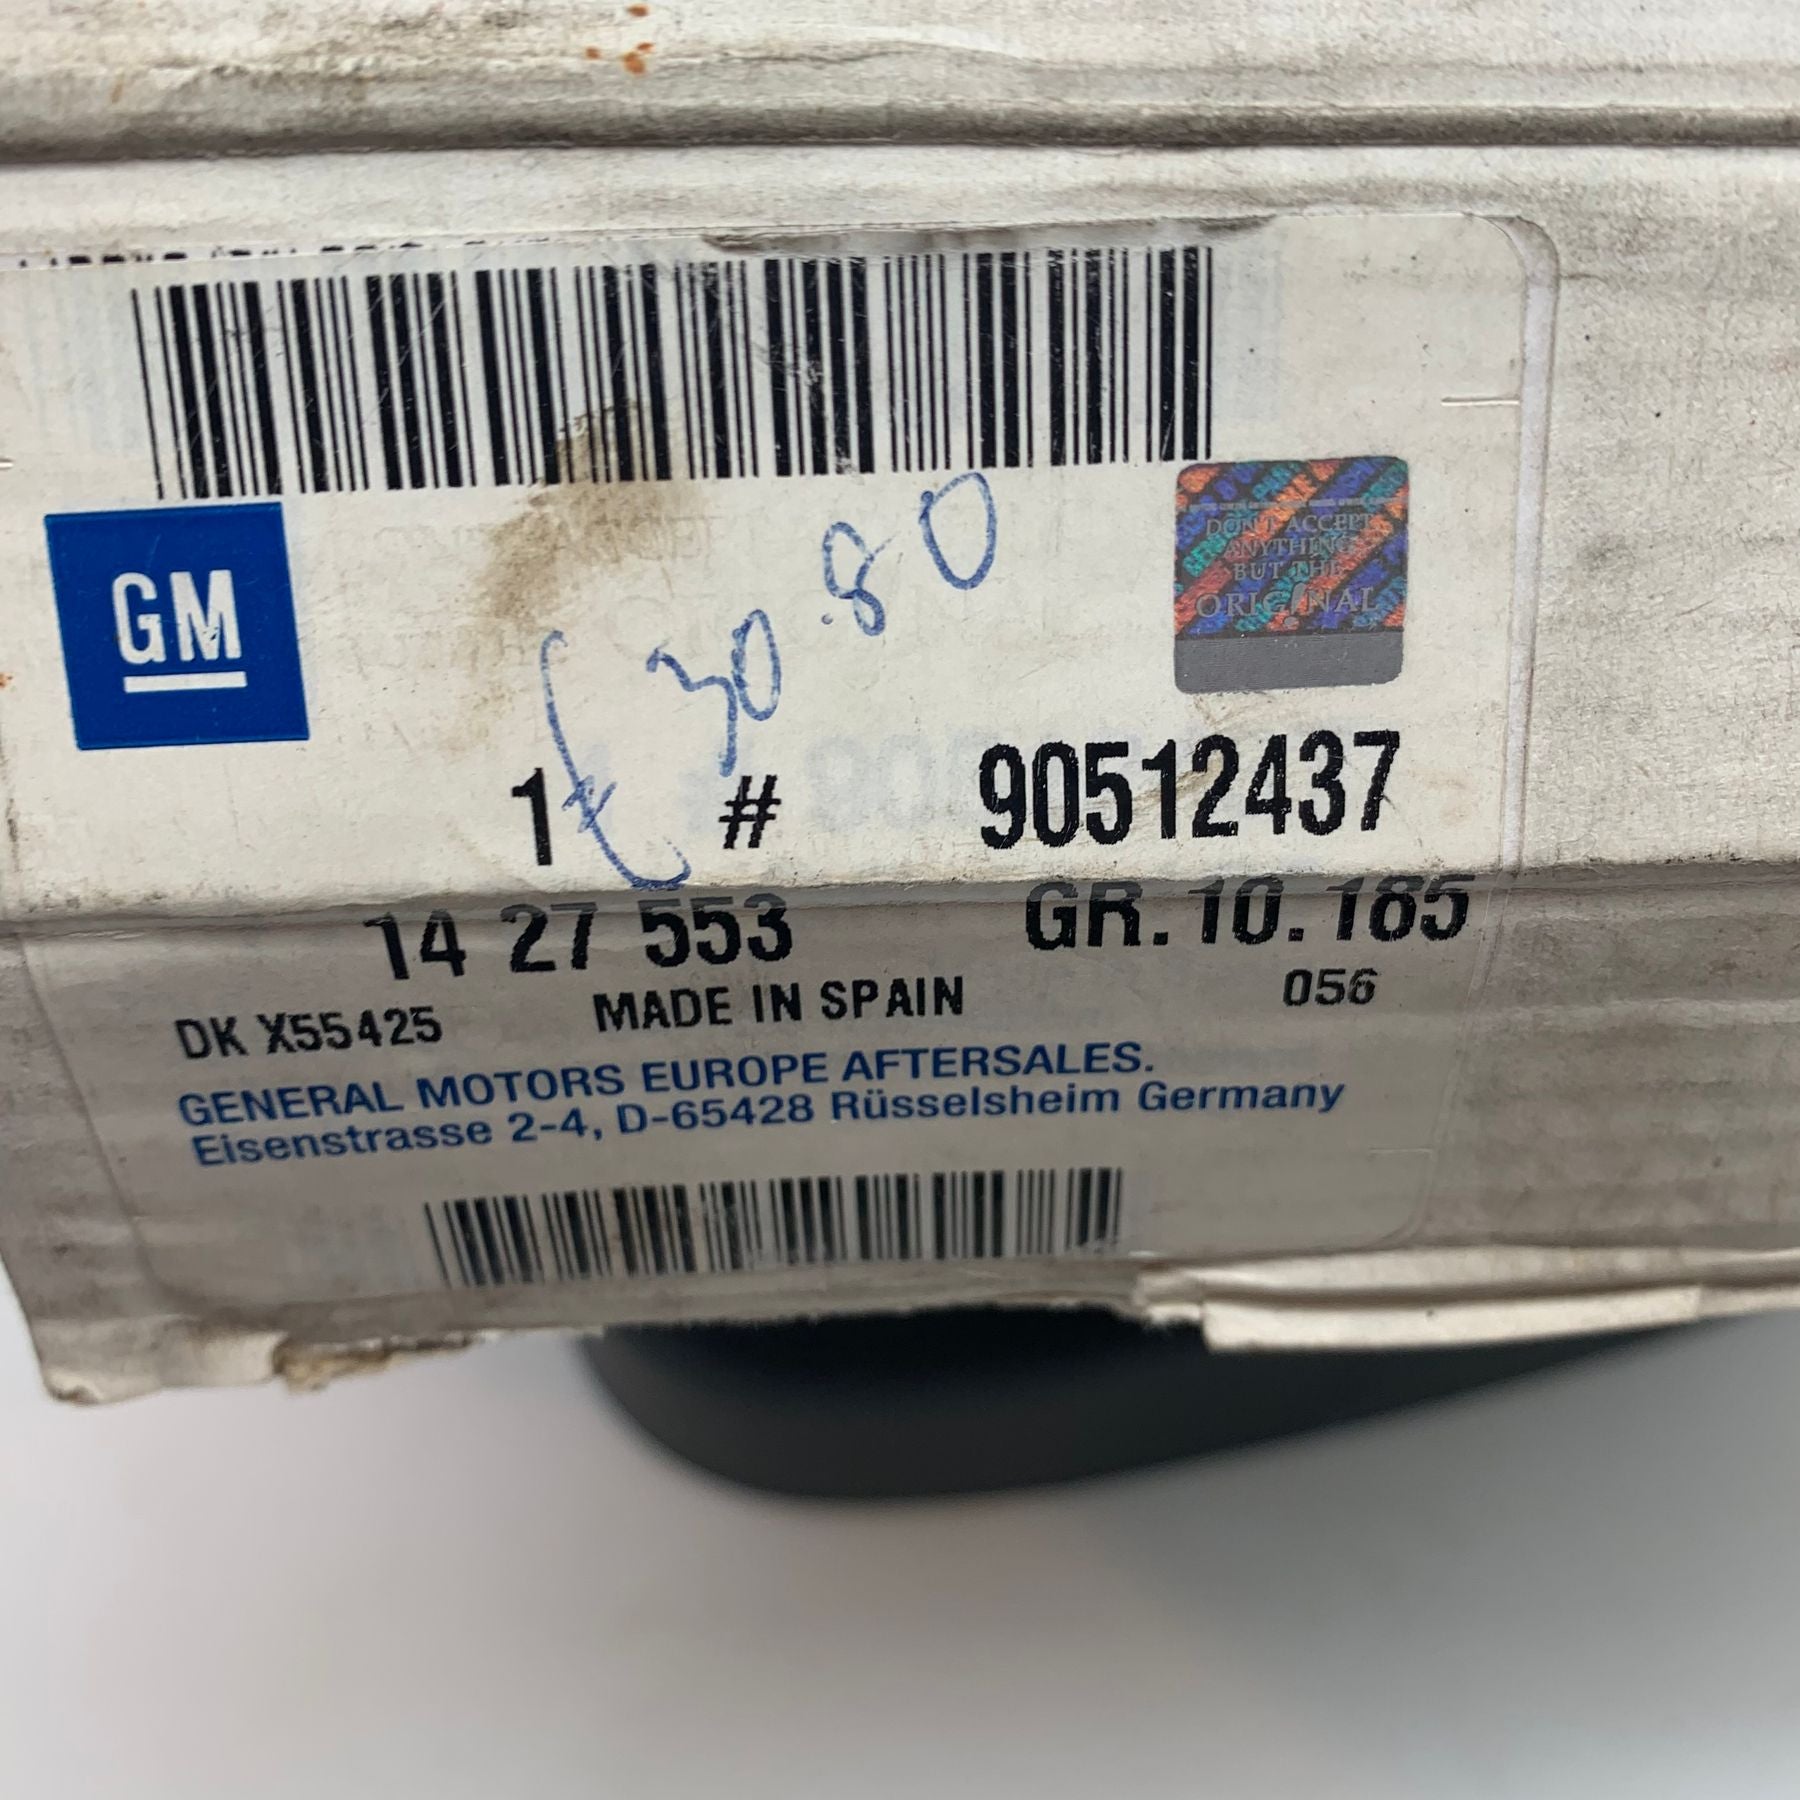 GM
£ 30.80
DON'T ACCEPT
ANYTHING
BUT THE
ORIGINAL
1 # 90512437
14 27 553 GR. 10.185
DK X55425 MADE IN SPAIN 056
GENERAL MOTORS EUROPE AFTERSALES.
Eisenstrasse 2-4, D-65428 Rüsselsheim Germany